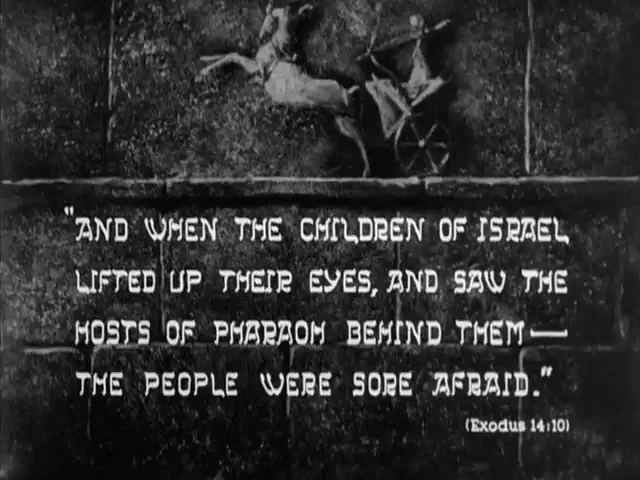 "AND WHEN THE CHILDREN OF ISRAEL
LIFTED UP THEIR EYES, AND SAW THE
HOSTS OF PHARAOH BEHIND THEM—
THE PEOPLE WERE SORE AFRAID."
(Exodus 14:10)